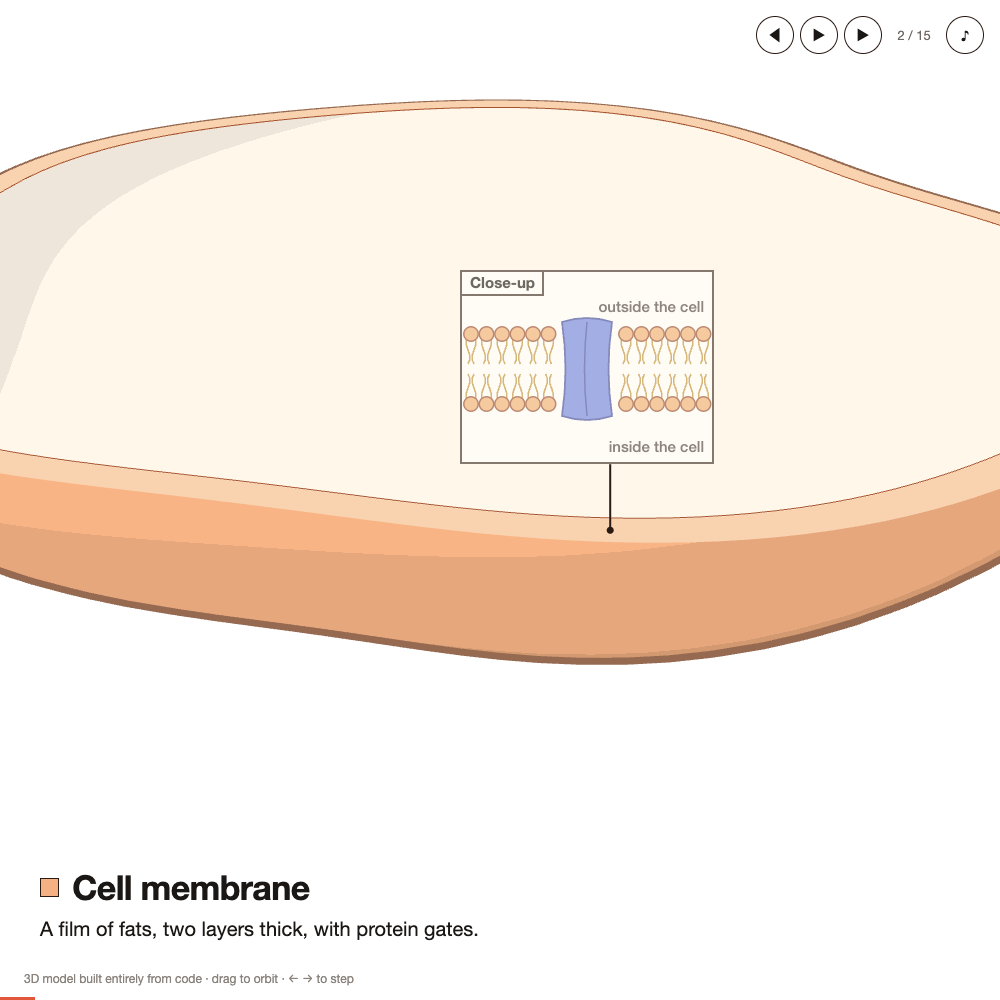 2 / 15
Close-up
outside the cell
inside the cell
Cell membrane
A film of fats, two layers thick, with protein gates.
3D model built entirely from code · drag to orbit · ← → to step